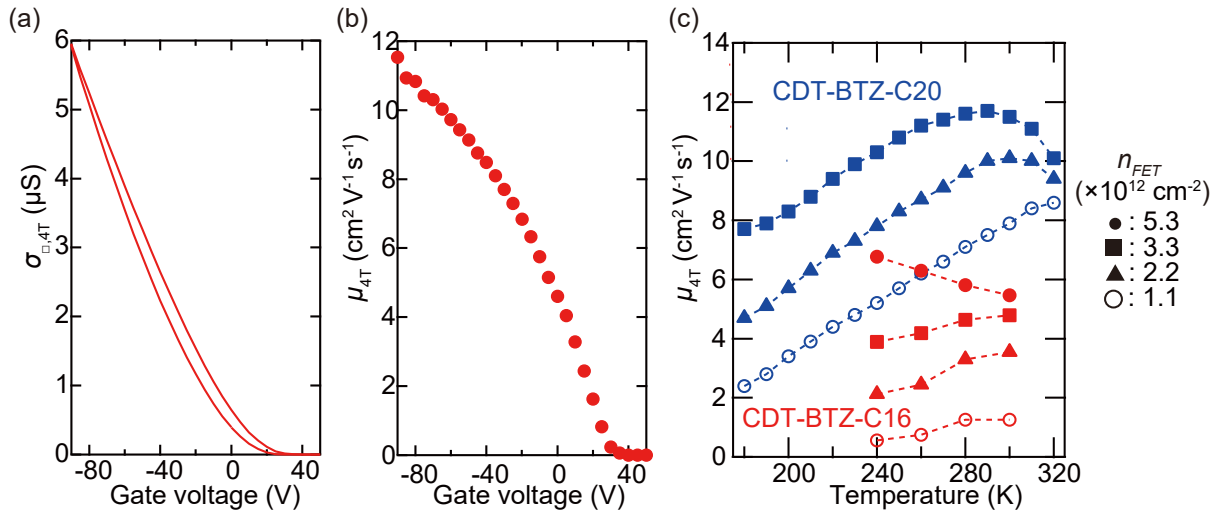 (a)
6
5
4
3
2
1
0
-80
-40
0
40
σ□,4T (µS)
Gate voltage (V)
(b)
12
10
8
6
4
2
0
-80
-40
0
40
µ4T (cm² V⁻¹ s⁻¹)
Gate voltage (V)
(c)
14
12
10
8
6
4
2
0
200
240
280
320
µ4T (cm² V⁻¹ s⁻¹)
Temperature (K)
CDT-BTZ-C20
CDT-BTZ-C16
nFET
(×10¹² cm⁻²)
: 5.3
: 3.3
: 2.2
: 1.1